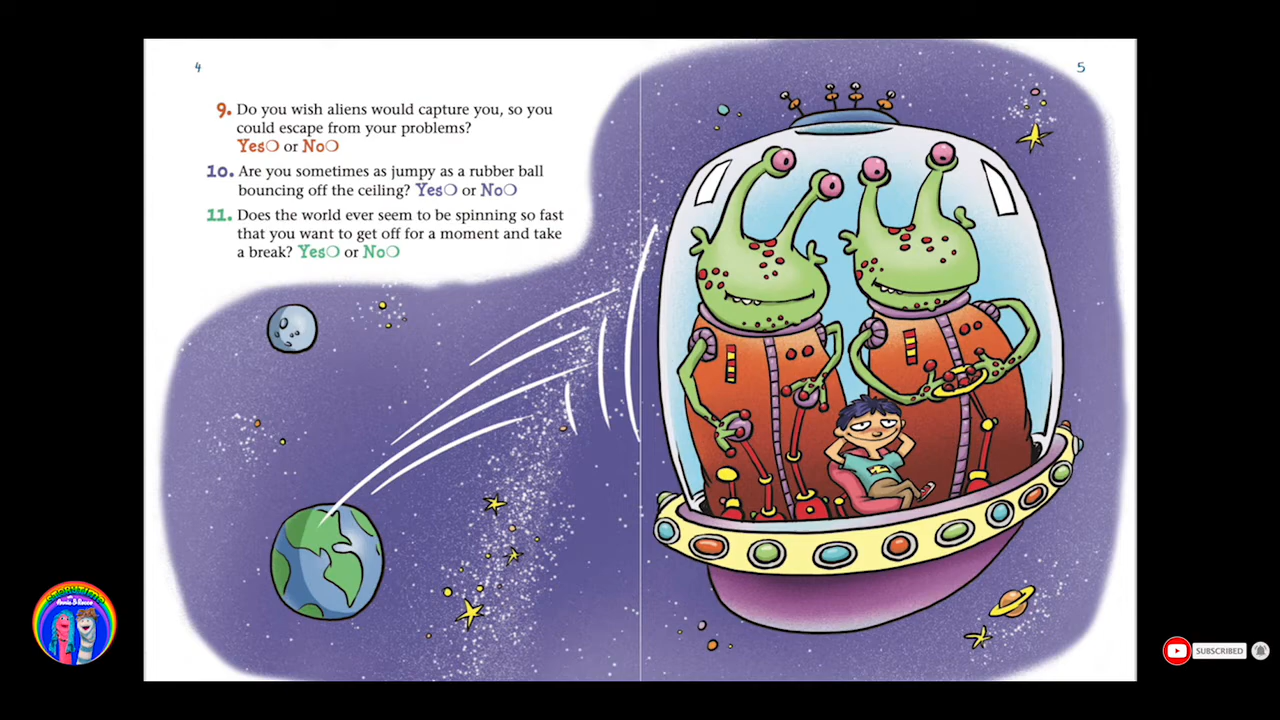 4
5
9. Do you wish aliens would capture you, so you
could escape from your problems?
Yes❍ or No❍
10. Are you sometimes as jumpy as a rubber ball
bouncing off the ceiling? Yes❍ or No❍
11. Does the world ever seem to be spinning so fast
that you want to get off for a moment and take
a break? Yes❍ or No❍
SUBSCRIBED